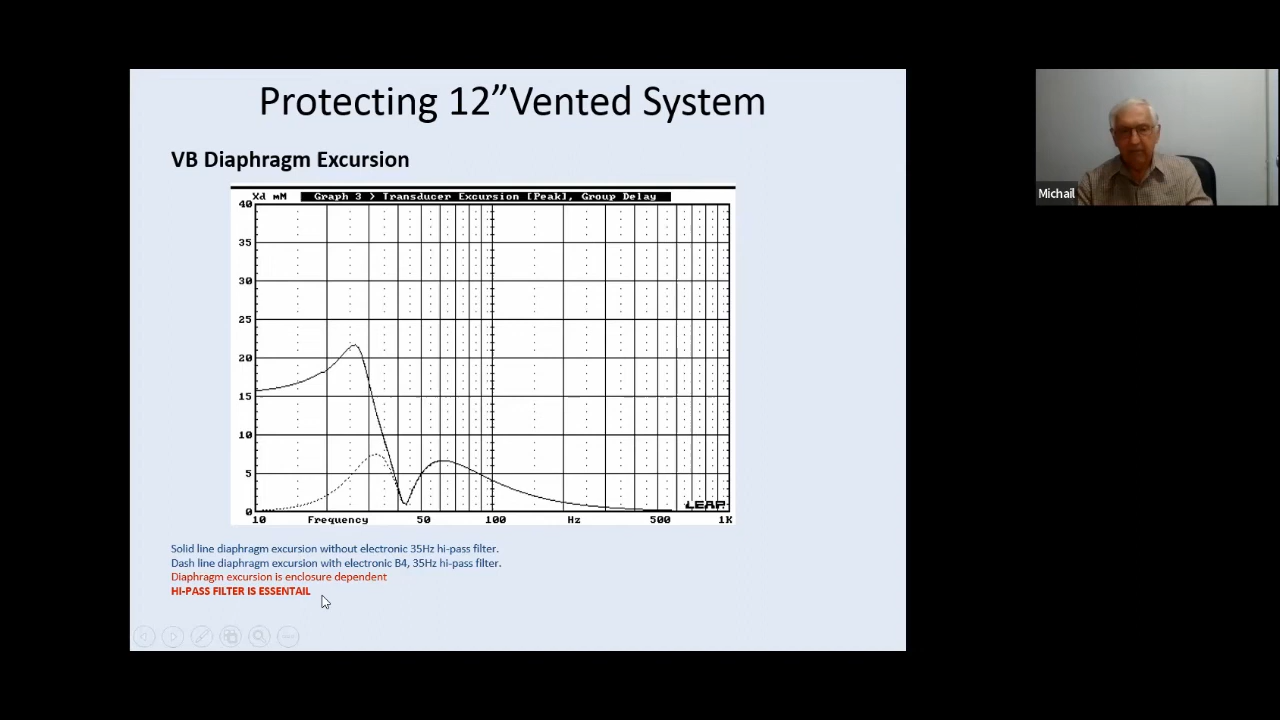 Protecting 12”Vented System
VB Diaphragm Excursion
Xd mM Graph 3 > Transducer Excursion [Peak], Group Delay
40
35
30
25
20
15
10
5
0
LEAP
10 Frequency 50 100 Hz 500 1K
Solid line diaphragm excursion without electronic 35Hz hi-pass filter.
Dash line diaphragm excursion with electronic B4, 35Hz hi-pass filter.
Diaphragm excursion is enclosure dependent
HI-PASS FILTER IS ESSENTAIL
Michail